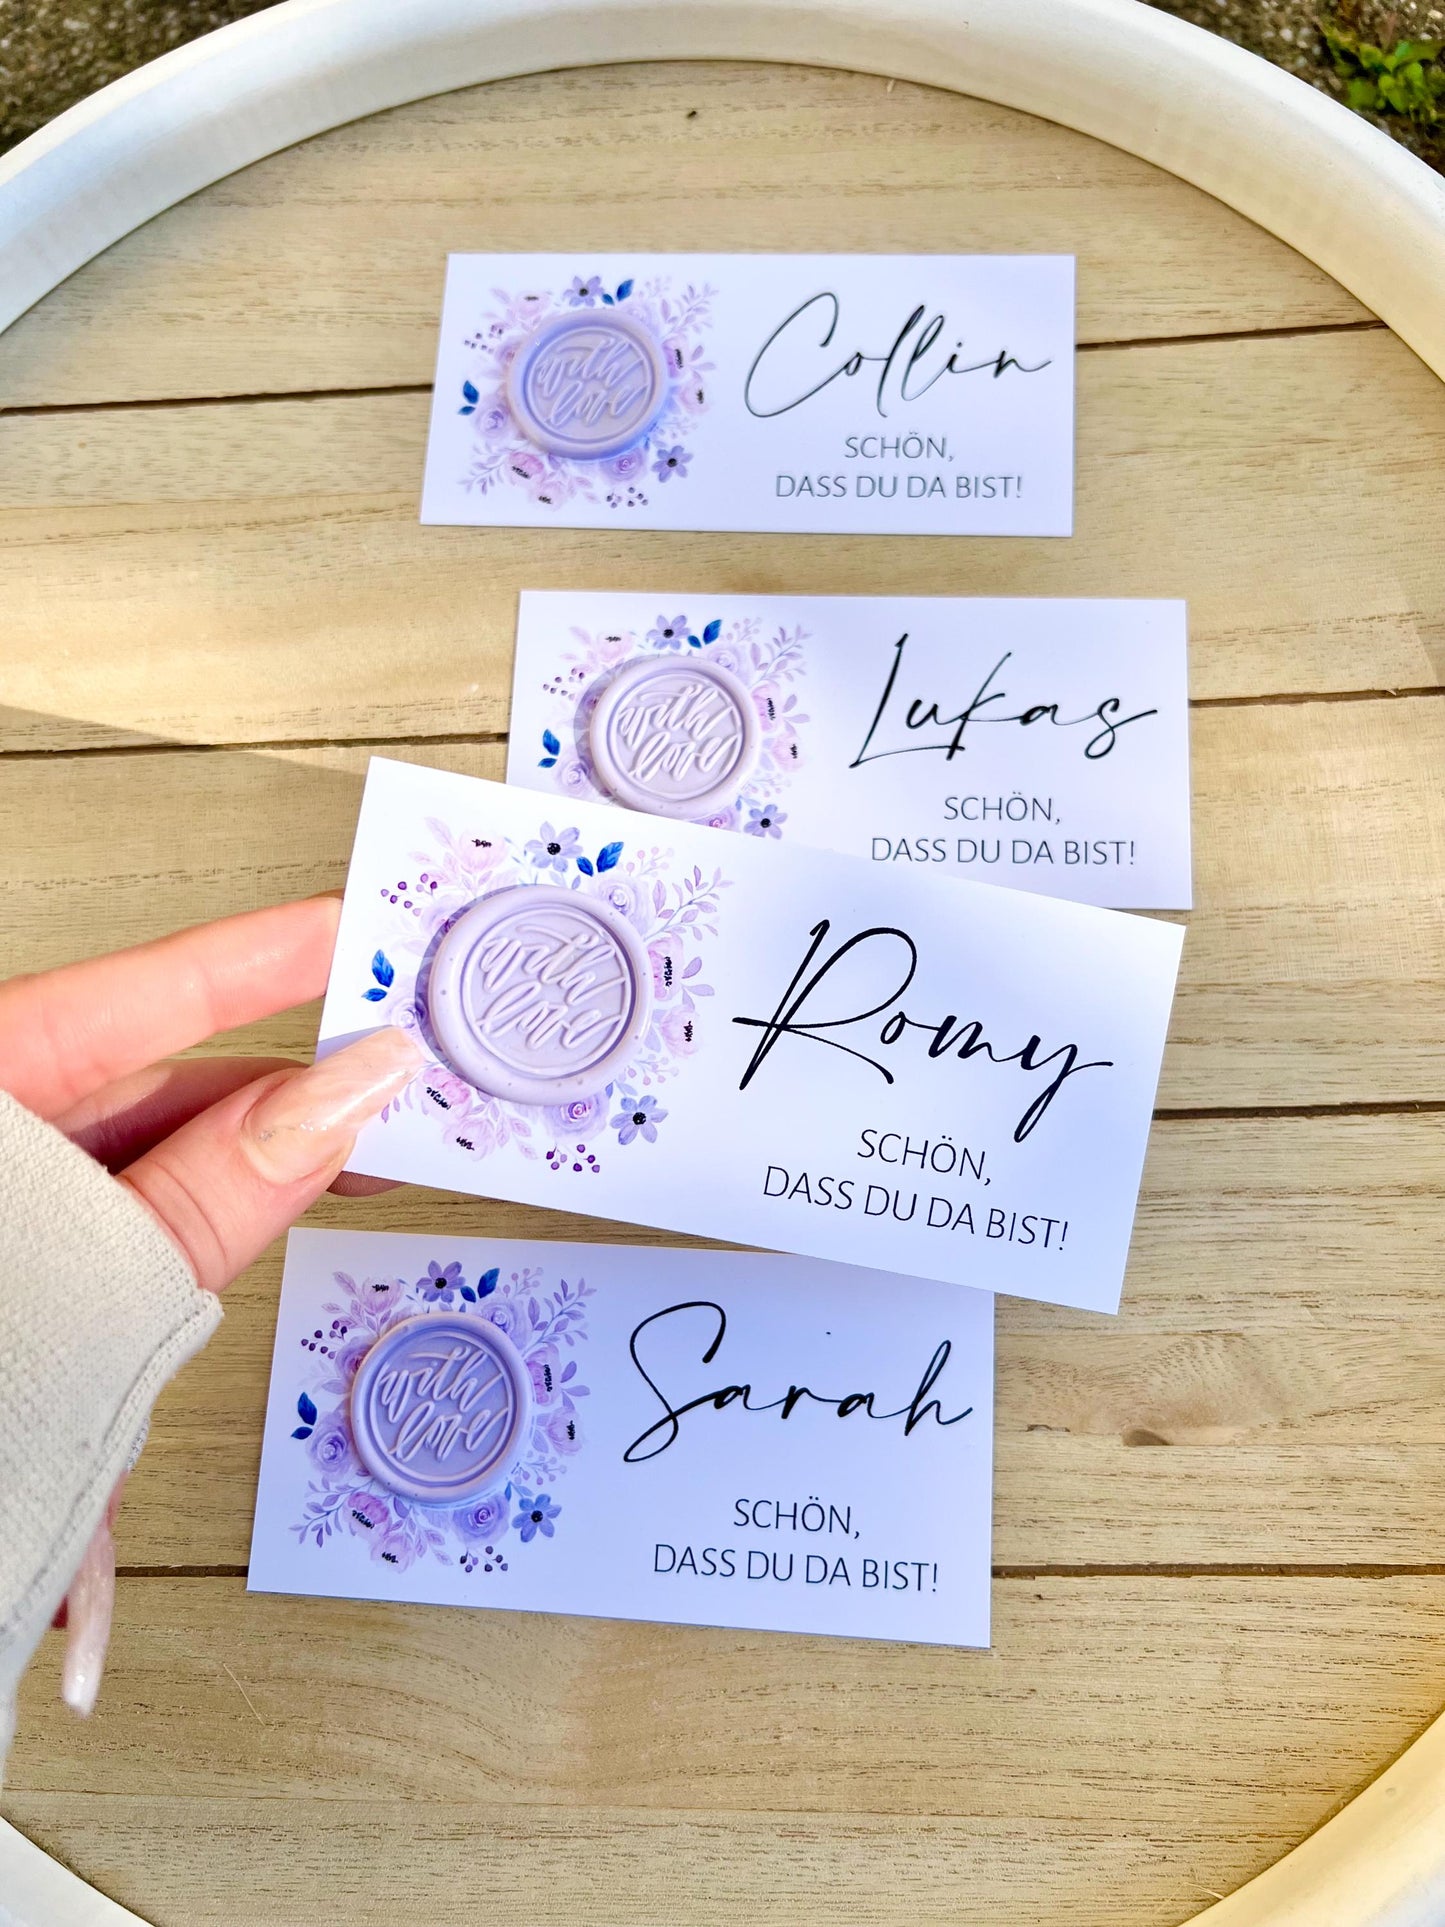 with
love
Collin
SCHÖN,
DASS DU DA BIST!
with
love
Lukas
SCHÖN,
DASS DU DA BIST!
with
love
Romy
SCHÖN,
DASS DU DA BIST!
with
love
Sarah
SCHÖN,
DASS DU DA BIST!